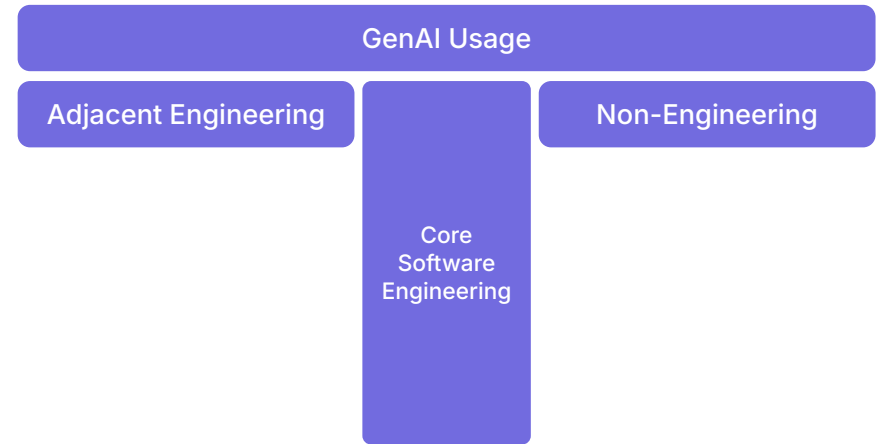 GenAI Usage
Adjacent Engineering
Non-Engineering
Core
Software
Engineering